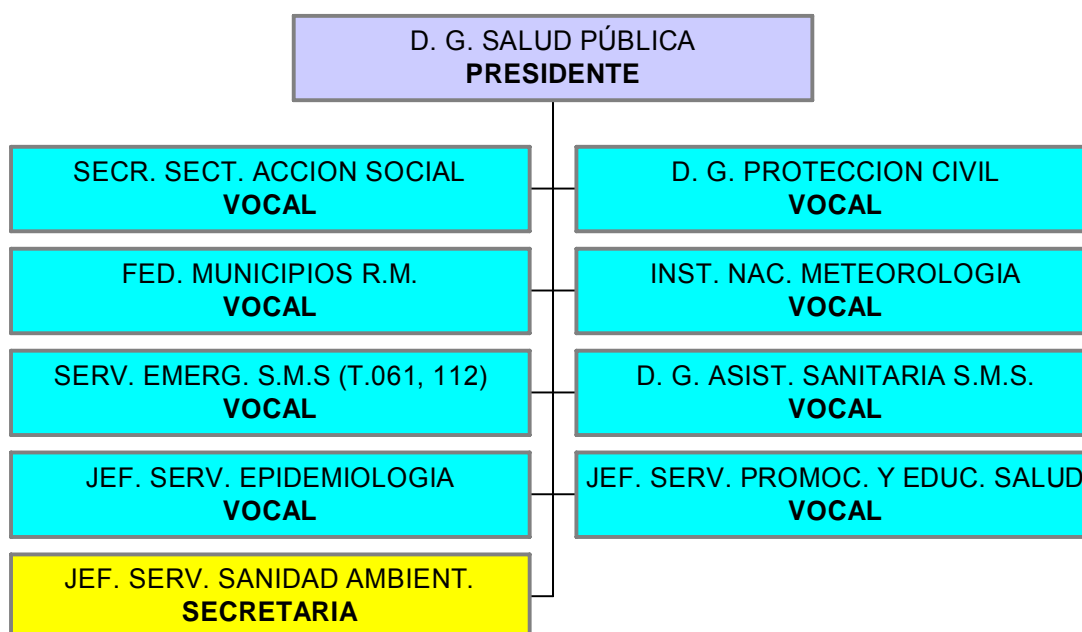 D. G. SALUD PÚBLICA
PRESIDENTE
SECR. SECT. ACCION SOCIAL
VOCAL
D. G. PROTECCION CIVIL
VOCAL
FED. MUNICIPIOS R.M.
VOCAL
INST. NAC. METEOROLOGIA
VOCAL
SERV. EMERG. S.M.S (T.061, 112)
VOCAL
D. G. ASIST. SANITARIA S.M.S.
VOCAL
JEF. SERV. EPIDEMIOLOGIA
VOCAL
JEF. SERV. PROMOC. Y EDUC. SALUD
VOCAL
JEF. SERV. SANIDAD AMBIENT.
SECRETARIA